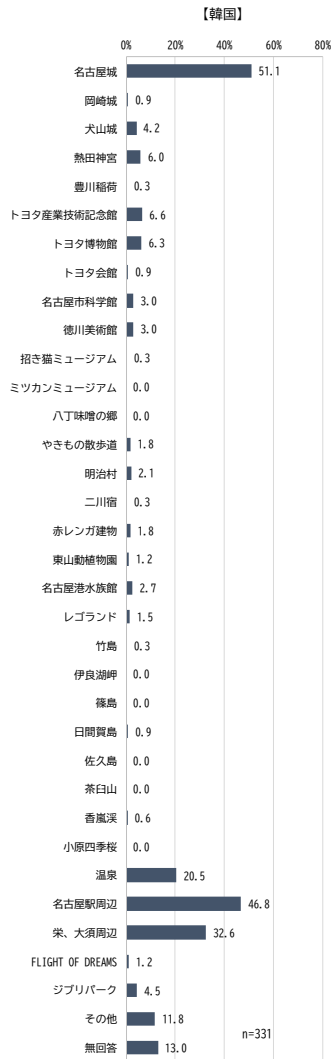 【韓国】
0% 20% 40% 60% 80%
名古屋城 51.1
岡崎城 0.9
犬山城 4.2
熱田神宮 6.0
豊川稲荷 0.3
トヨタ産業技術記念館 6.6
トヨタ博物館 6.3
トヨタ会館 0.9
名古屋市科学館 3.0
徳川美術館 3.0
招き猫ミュージアム 0.3
ミツカンミュージアム 0.0
八丁味噌の郷 0.0
やきもの散歩道 1.8
明治村 2.1
二川宿 0.3
赤レンガ建物 1.8
東山動植物園 1.2
名古屋港水族館 2.7
レゴランド 1.5
竹島 0.3
伊良湖岬 0.0
篠島 0.0
日間賀島 0.9
佐久島 0.0
茶臼山 0.0
香嵐渓 0.6
小原四季桜 0.0
温泉 20.5
名古屋駅周辺 46.8
栄、大須周辺 32.6
FLIGHT OF DREAMS 1.2
ジブリパーク 4.5
その他 11.8
無回答 13.0
n=331